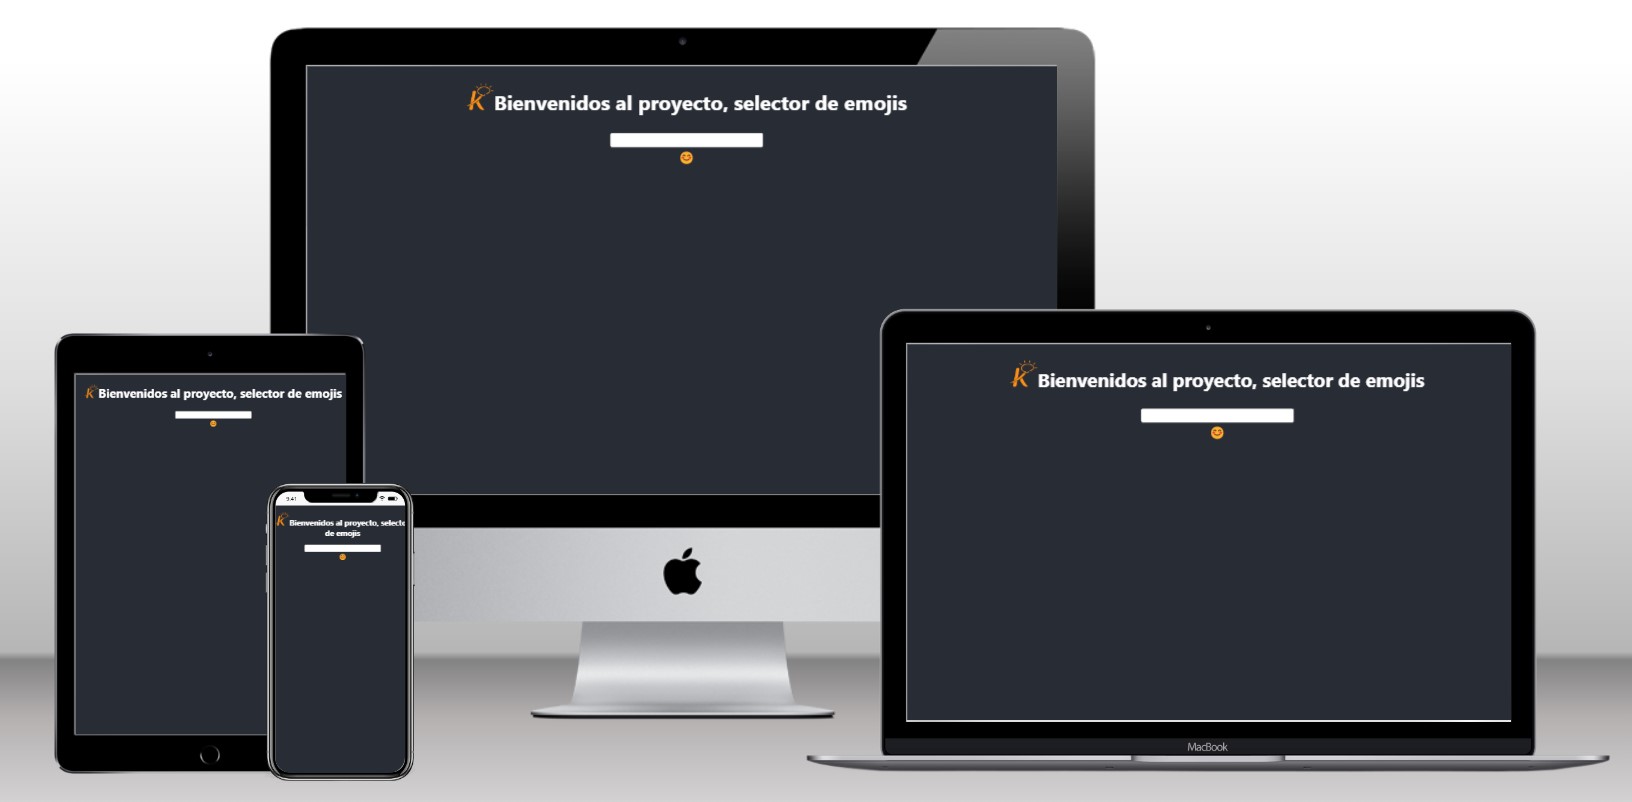 K Bienvenidos al proyecto, selector de emojis
K Bienvenidos al proyecto, selector de emojis
K Bienvenidos al proyecto, selector de emojis
9:41
K Bienvenidos al proyecto, selecto
de emojis
MacBook